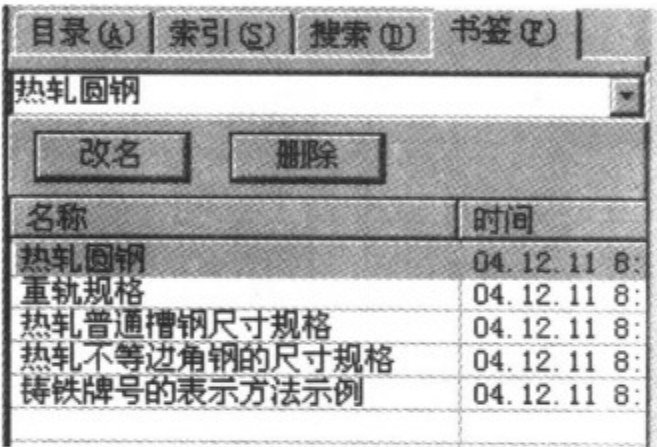 目录(A) 索引(S) 搜索(D) 书签(F)
热轧圆钢
改名 删除
名称 时间
热轧圆钢 04.12.11 8:
重轨规格 04.12.11 8:
热轧普通槽钢尺寸规格 04.12.11 8:
热轧不等边角钢的尺寸规格 04.12.11 8:
铸铁牌号的表示方法示例 04.12.11 8: